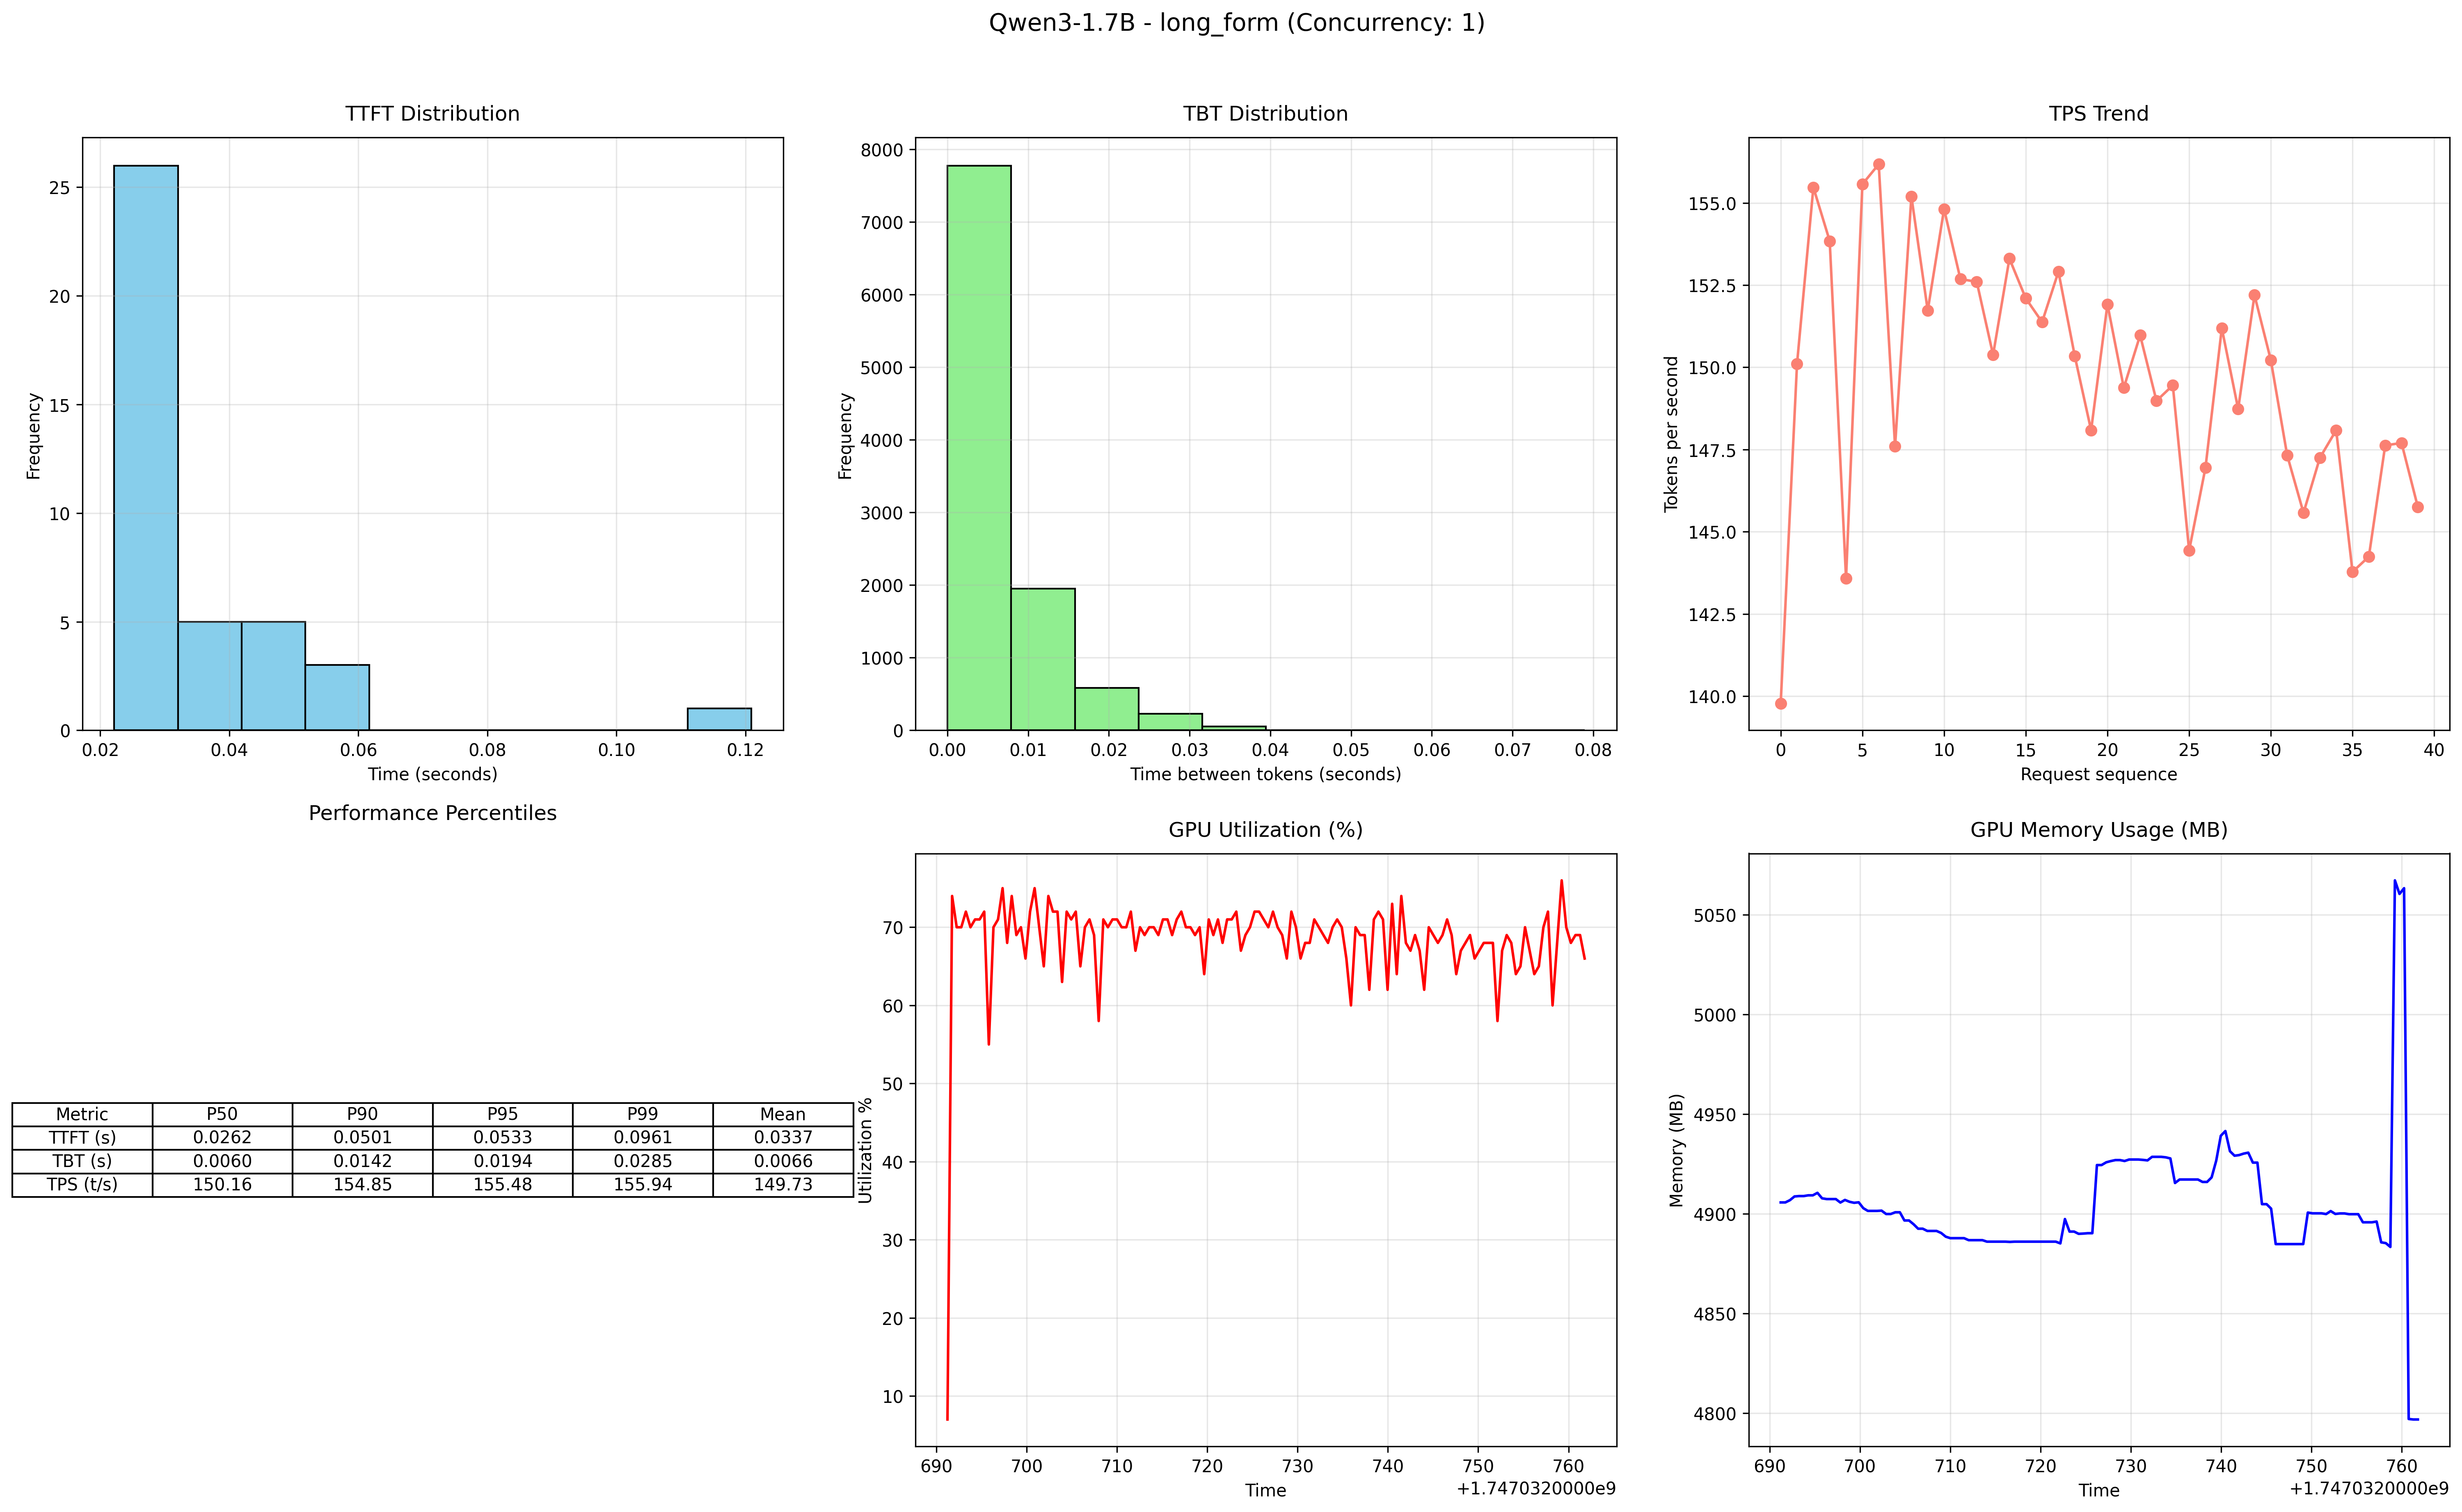 Qwen3-1.7B - long_form (Concurrency: 1)
TTFT Distribution
Frequency
25
20
15
10
5
0
0.02 0.04 0.06 0.08 0.10 0.12
Time (seconds)
TBT Distribution
Frequency
8000
7000
6000
5000
4000
3000
2000
1000
0
0.00 0.01 0.02 0.03 0.04 0.05 0.06 0.07 0.08
Time between tokens (seconds)
TPS Trend
Tokens per second
155.0
152.5
150.0
147.5
145.0
142.5
140.0
0 5 10 15 20 25 30 35 40
Request sequence
Performance Percentiles
Metric P50 P90 P95 P99 Mean
TTFT (s) 0.0262 0.0501 0.0533 0.0961 0.0337
TBT (s) 0.0060 0.0142 0.0194 0.0285 0.0066
TPS (t/s) 150.16 154.85 155.48 155.94 149.73
GPU Utilization (%)
Utilization %
70
60
50
40
30
20
10
690 700 710 720 730 740 750 760
Time
+1.7470320000e9
GPU Memory Usage (MB)
Memory (MB)
5050
5000
4950
4900
4850
4800
690 700 710 720 730 740 750 760
Time
+1.7470320000e9